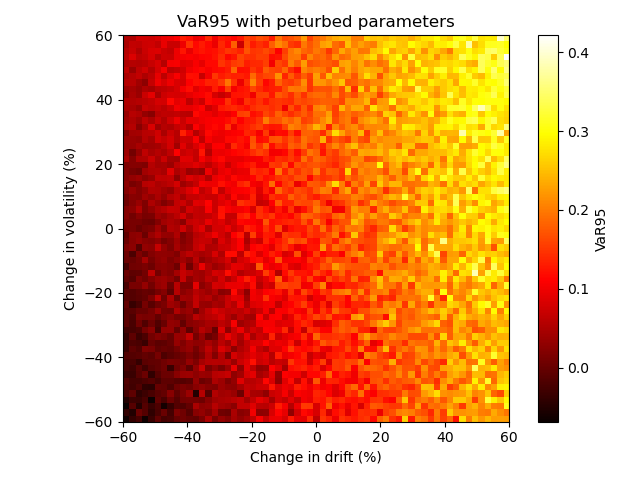 VaR95 with peturbed parameters
60
40
20
0
−20
−40
−60
Change in volatility (%)
−60 −40 −20 0 20 40 60
Change in drift (%)
0.4
0.3
0.2
0.1
0.0
VaR95